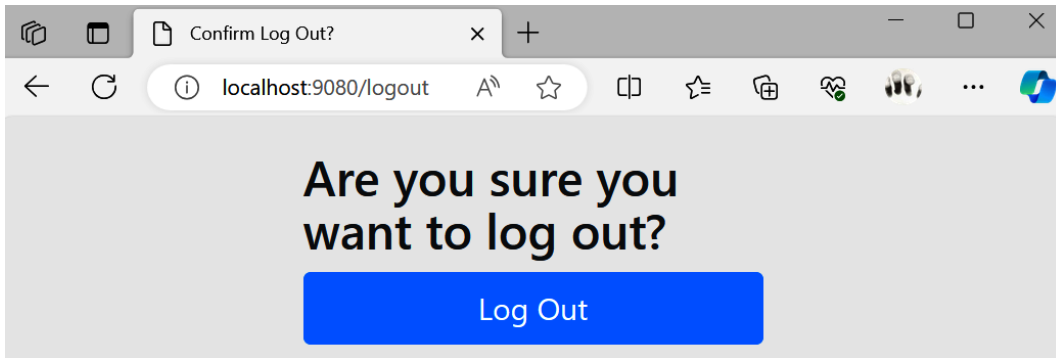 Confirm Log Out?
localhost:9080/logout
Are you sure you
want to log out?
Log Out